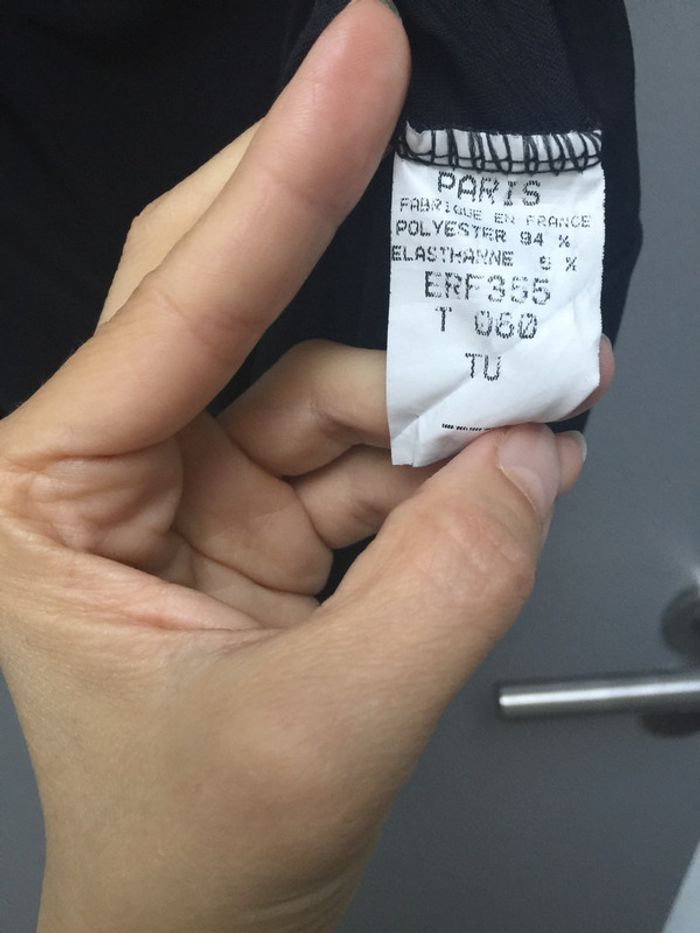 PARIS
FABRIQUE EN FRANCE
POLYESTER 94 %
ELASTHANNE 6 %
ERF355
T 060
TU